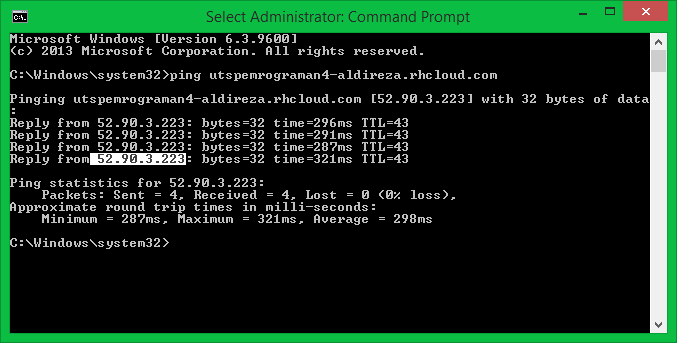 Select Administrator: Command Prompt
Microsoft Windows [Version 6.3.9600]
(c) 2013 Microsoft Corporation. All rights reserved.
C:\Windows\system32>ping utspemrograman4-aldireza.rhcloud.com
Pinging utspemrograman4-aldireza.rhcloud.com [52.90.3.223] with 32 bytes of data
:
Reply from 52.90.3.223: bytes=32 time=296ms TTL=43
Reply from 52.90.3.223: bytes=32 time=291ms TTL=43
Reply from 52.90.3.223: bytes=32 time=287ms TTL=43
Reply from 52.90.3.223: bytes=32 time=321ms TTL=43
Ping statistics for 52.90.3.223:
    Packets: Sent = 4, Received = 4, Lost = 0 (0% loss),
Approximate round trip times in milli-seconds:
    Minimum = 287ms, Maximum = 321ms, Average = 298ms
C:\Windows\system32>